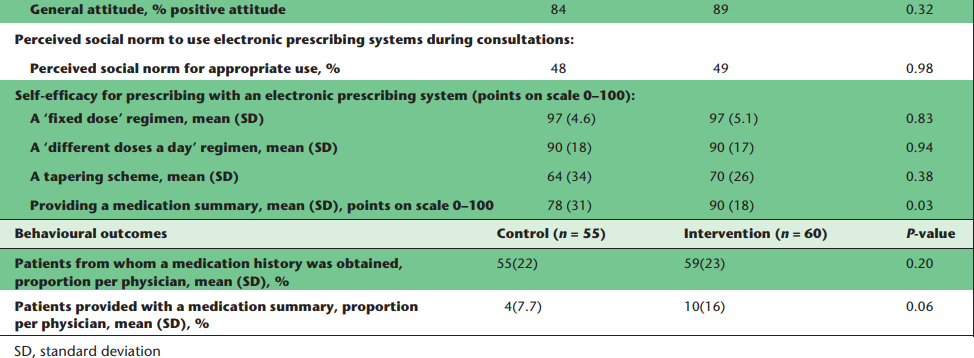 General attitude, % positive attitude 84 89 0.32
Perceived social norm to use electronic prescribing systems during consultations:
Perceived social norm for appropriate use, % 48 49 0.98
Self-efficacy for prescribing with an electronic prescribing system (points on scale 0–100):
A ‘fixed dose’ regimen, mean (SD) 97 (4.6) 97 (5.1) 0.83
A ‘different doses a day’ regimen, mean (SD) 90 (18) 90 (17) 0.94
A tapering scheme, mean (SD) 64 (34) 70 (26) 0.38
Providing a medication summary, mean (SD), points on scale 0–100 78 (31) 90 (18) 0.03
Behavioural outcomes Control (n = 55) Intervention (n = 60) P-value
Patients from whom a medication history was obtained, 55(22) 59(23) 0.20
proportion per physician, mean (SD), %
Patients provided with a medication summary, proportion 4(7.7) 10(16) 0.06
per physician, mean (SD), %
SD, standard deviation